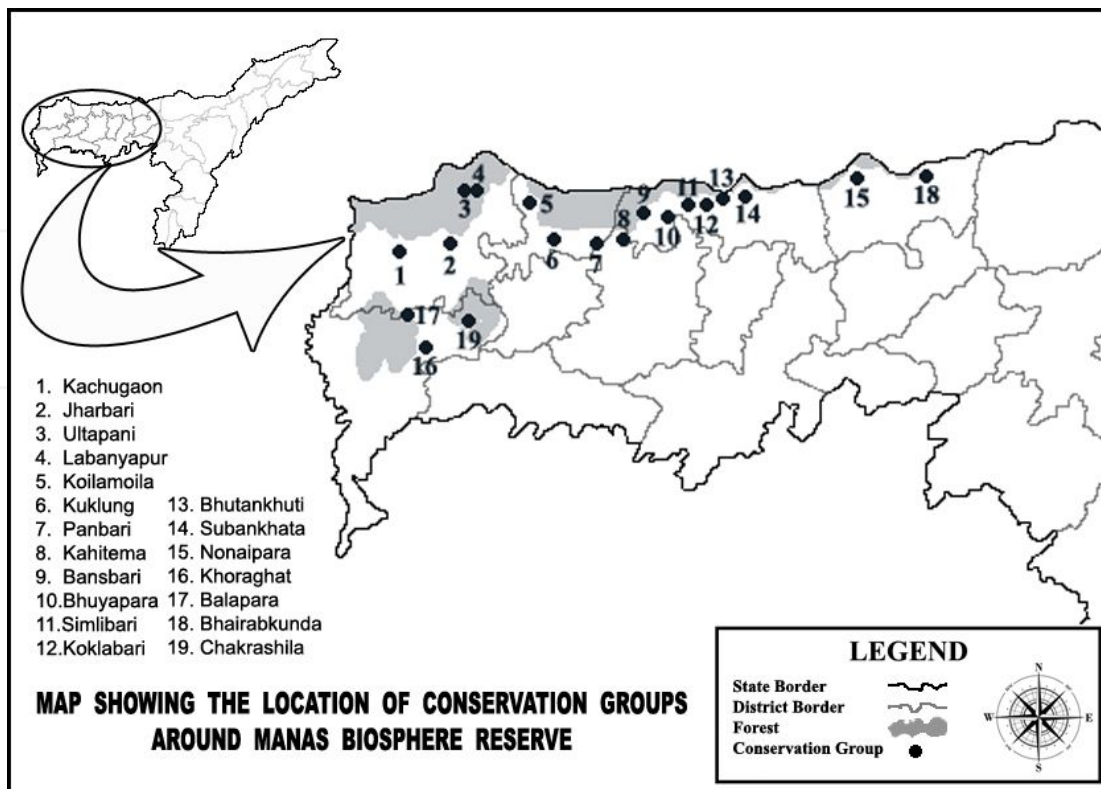 4
3
5
13
11
9
12
14
15
18
10
8
1
2
6
7
17
19
16
1. Kachugaon
2. Jharbari
3. Ultapani
4. Labanyapur
5. Koilamoila
6 Kuklung
7. Panbari
8. Kahitema
9. Bansbari
10.Bhuyapara
11.Simlibari
12.Koklabari
13. Bhutankhuti
14. Subankhata
15. Nonaipara
16. Khoraghat
17. Balapara
18. Bhairabkunda
19. Chakrashila
MAP SHOWING THE LOCATION OF CONSERVATION GROUPS
AROUND MANAS BIOSPHERE RESERVE
LEGEND
State Border
District Border
Forest
Conservation Group
N
W
E
S